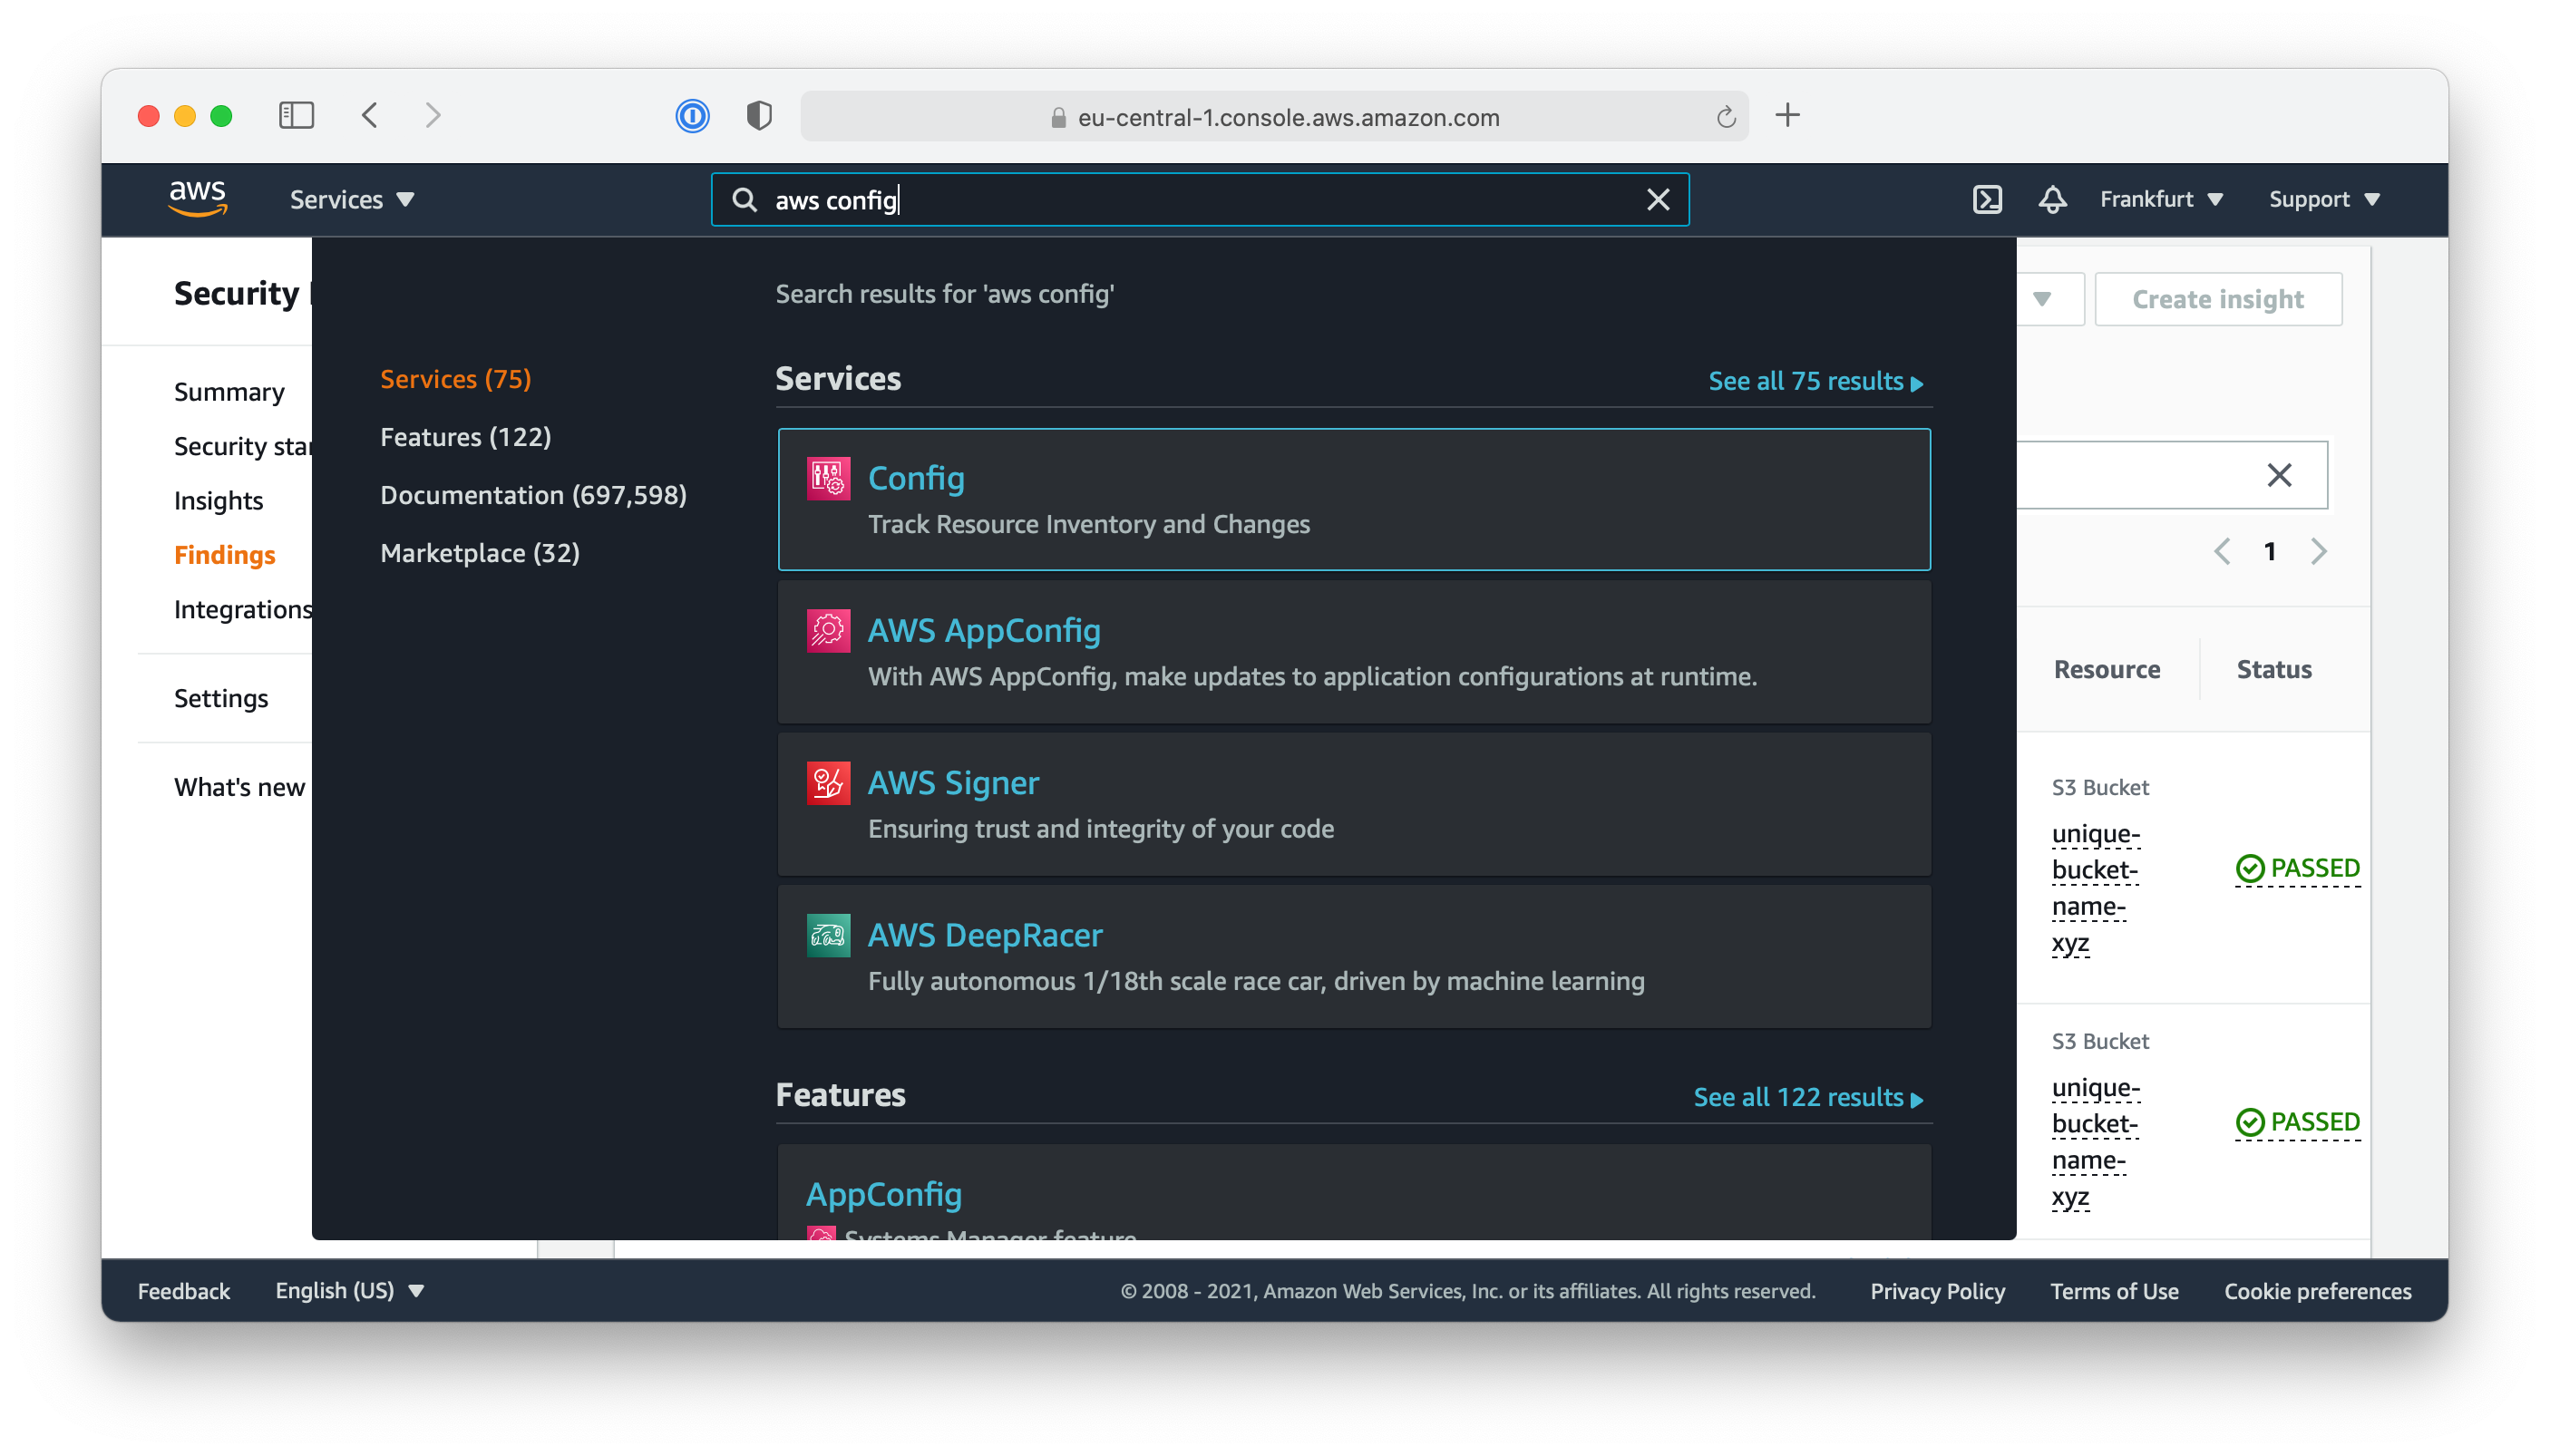 eu-central-1.console.aws.amazon.com
aws
Services
aws config
Frankfurt
Support
Security
Summary
Security
Insights
Findings
Integrations
Settings
What's new
Search results for 'aws config'
Services (75)
Features (122)
Documentation (697,598)
Marketplace (32)
Services
See all 75 results
Config
Track Resource Inventory and Changes
AWS AppConfig
With AWS AppConfig, make updates to application configurations at runtime.
AWS Signer
Ensuring trust and integrity of your code
AWS DeepRacer
Fully autonomous 1/18th scale race car, driven by machine learning
Features
See all 122 results
AppConfig
Systems Manager feature
Create insight
1
Resource
Status
S3 Bucket
unique-
bucket-
name-
xyz
PASSED
S3 Bucket
unique-
bucket-
name-
xyz
PASSED
Feedback
English (US)
© 2008 - 2021, Amazon Web Services, Inc. or its affiliates. All rights reserved.
Privacy Policy
Terms of Use
Cookie preferences